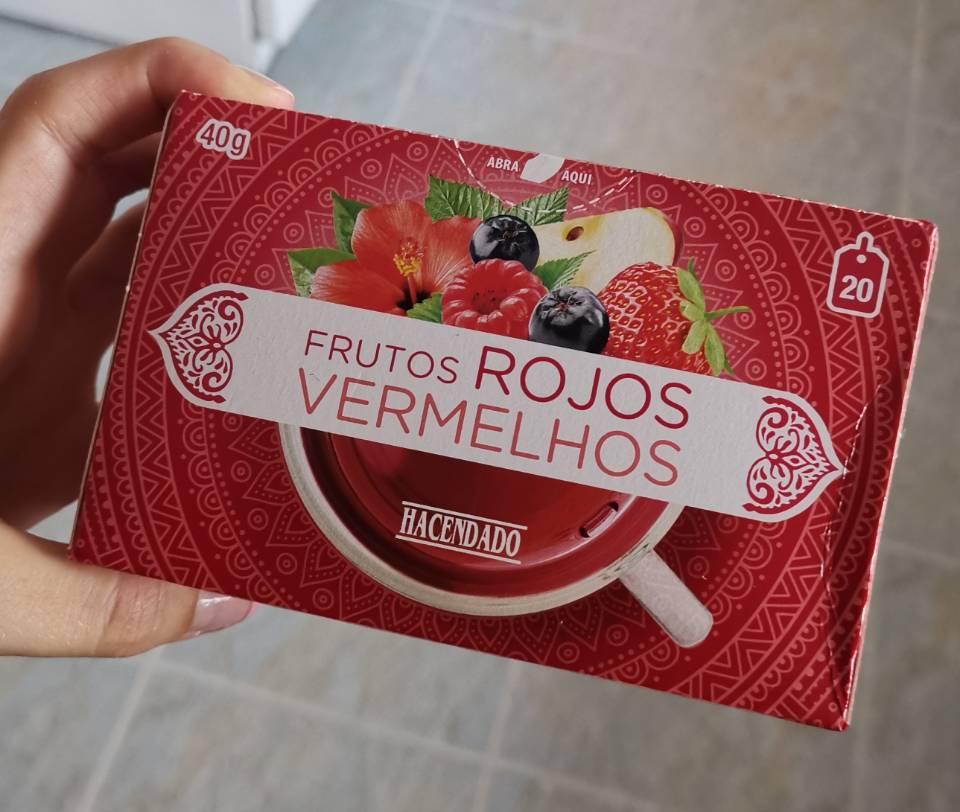 40g
ABRA AQUI
20
FRUTOS ROJOS
VERMELHOS
HACENDADO